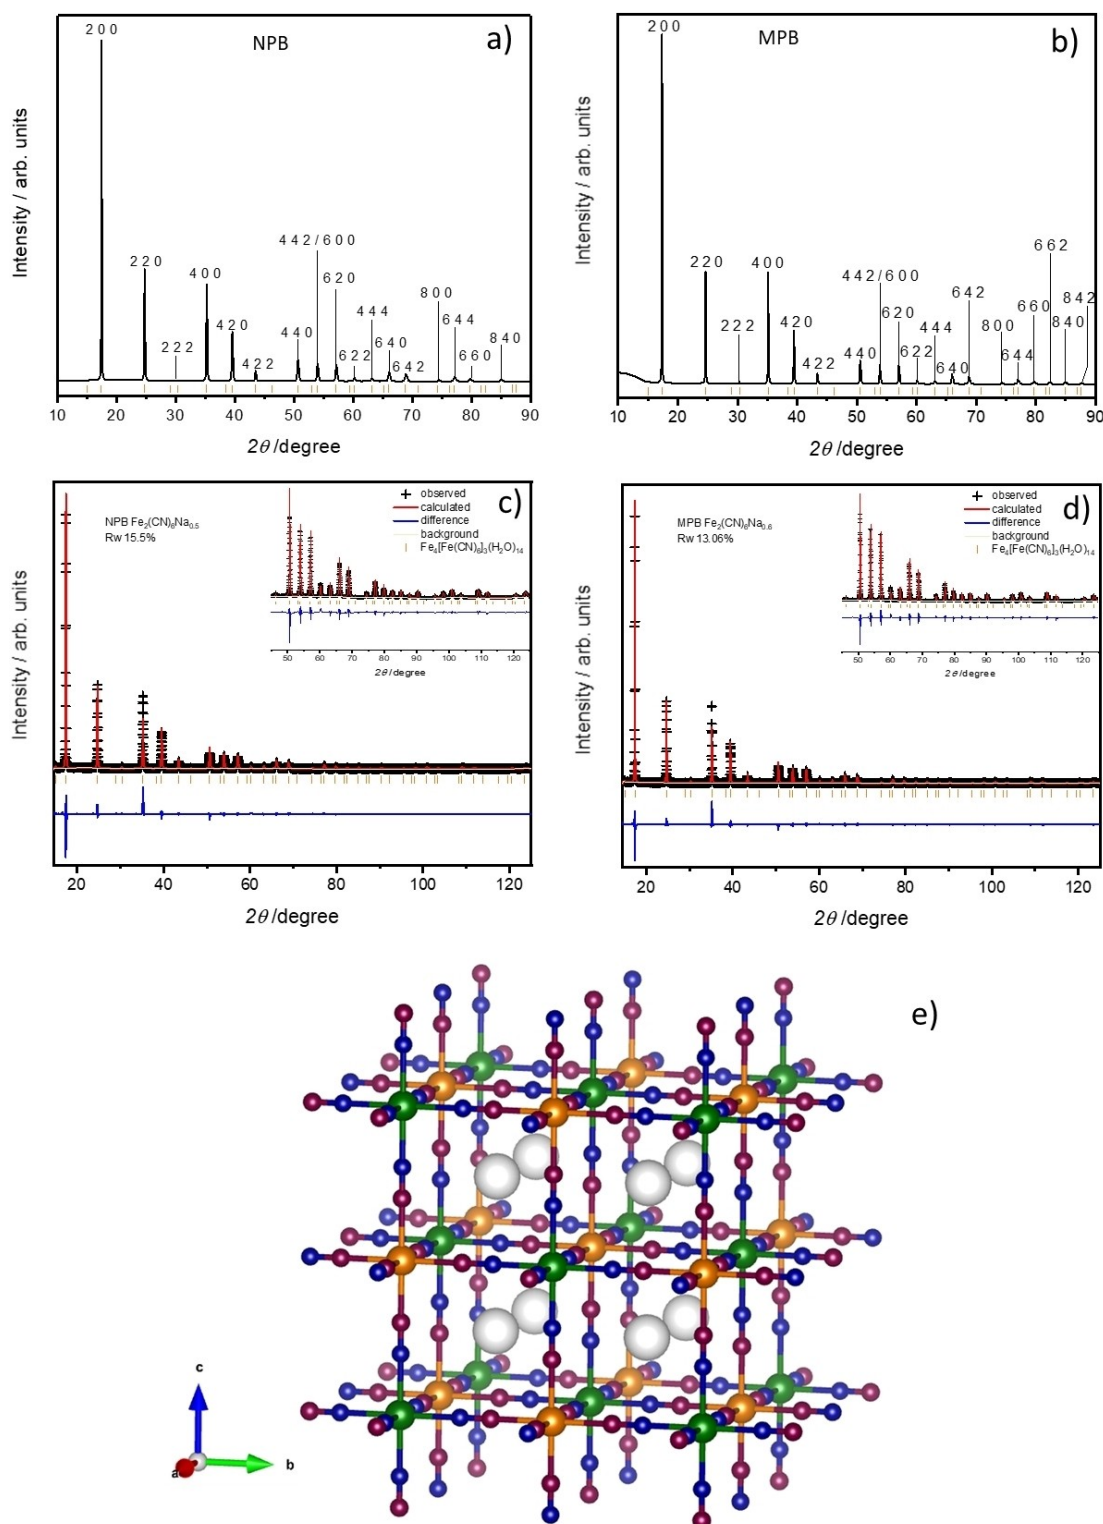 a)
NPB
2 0 0
2 2 0
2 2 2
4 0 0
4 2 0
4 2 2
4 4 0
4 4 2 / 6 0 0
6 2 0
6 2 2
4 4 4
6 4 0
6 4 2
8 0 0
6 4 4
6 6 0
8 4 0
Intensity / arb. units
10 20 30 40 50 60 70 80 90
2θ /degree
b)
MPB
2 0 0
2 2 0
2 2 2
4 0 0
4 2 0
4 2 2
4 4 0
4 4 2 / 6 0 0
6 2 0
6 2 2
4 4 4
6 4 0
6 4 2
8 0 0
6 4 4
6 6 0
6 6 2
8 4 0
8 4 2
Intensity / arb. units
10 20 30 40 50 60 70 80 90
2θ /degree
c)
NPB Fe₂(CN)₆Na₀.₅
Rw 15.5%
observed
calculated
difference
background
Fe₄[Fe(CN)₆]₃(H₂O)₁₄
50 60 70 80 90 100 110 120
2θ /degree
Intensity / arb. units
20 40 60 80 100 120
2θ /degree
d)
MPB Fe₂(CN)₆Na₀.₆
Rw 13.06%
observed
calculated
difference
background
Fe₄[Fe(CN)₆]₃(H₂O)₁₄
50 60 70 80 90 100 110 120
2θ /degree
Intensity / arb. units
20 40 60 80 100 120
2θ /degree
e)
c
a
b